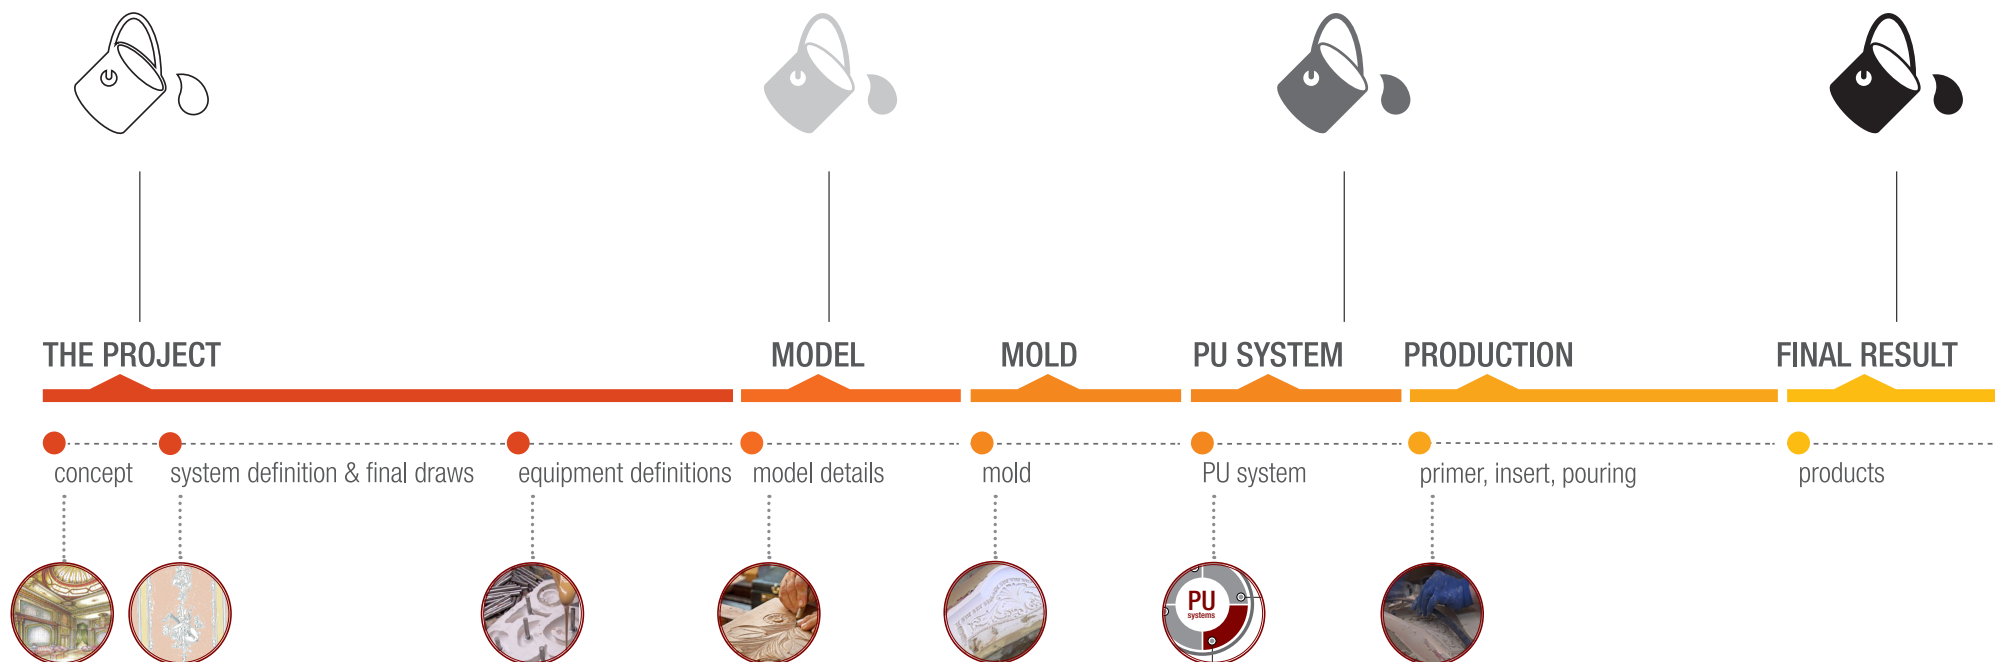 THE PROJECT
MODEL
MOLD
PU SYSTEM
PRODUCTION
FINAL RESULT
concept
system definition & final draws
equipment definitions
model details
mold
PU system
primer, insert, pouring
products
PU
systems